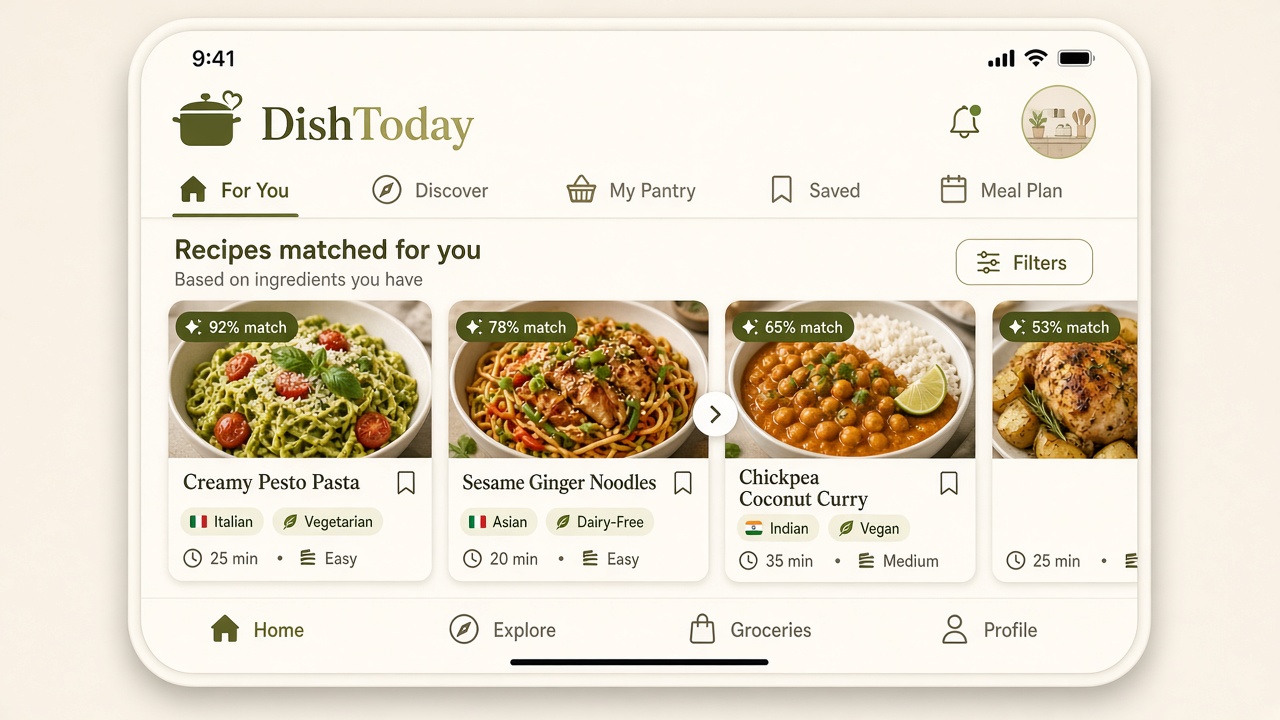 9:41
DishToday
For You
Discover
My Pantry
Saved
Meal Plan
Recipes matched for you
Based on ingredients you have
Filters
92% match
Creamy Pesto Pasta
Italian
Vegetarian
25 min • Easy
78% match
Sesame Ginger Noodles
Asian
Dairy-Free
20 min • Easy
65% match
Chickpea
Coconut Curry
Indian
Vegan
35 min • Medium
53% match
25 min •
Home
Explore
Groceries
Profile